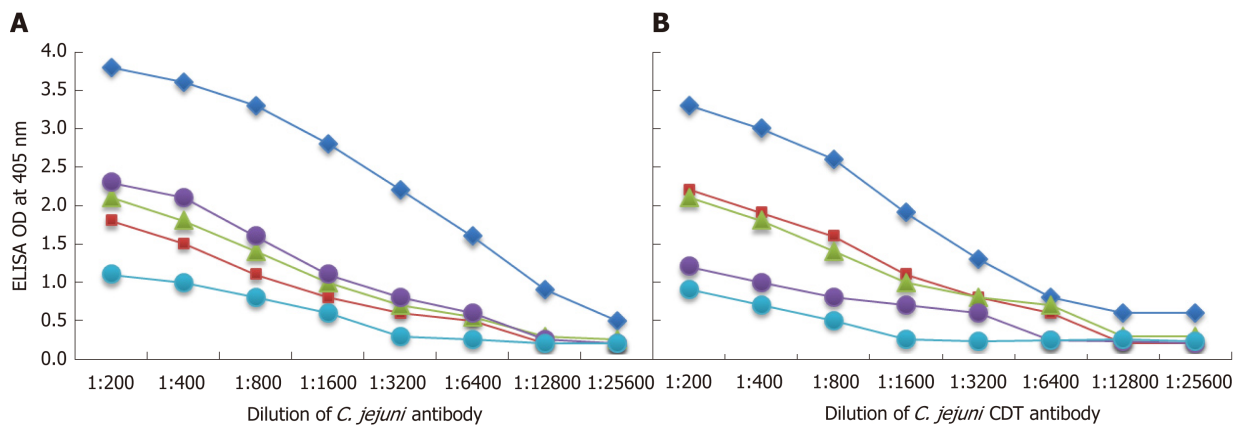 A
B
ELISA OD at 405 nm
4.0
3.5
3.0
2.5
2.0
1.5
1.0
0.5
0.0
1:200 1:400 1:800 1:1600 1:3200 1:6400 1:12800 1:25600
Dilution of C. jejuni antibody
1:200 1:400 1:800 1:1600 1:3200 1:6400 1:12800 1:25600
Dilution of C. jejuni CDT antibody